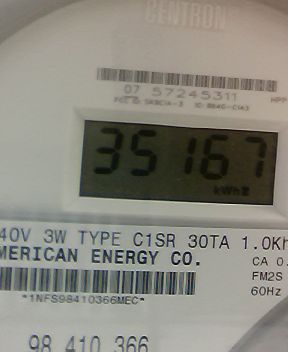 CENTRON
07 57245311
35167
kWh
40V 3W TYPE C1SR 30TA 1.0Kh
MERICAN ENERGY CO.
CA 0.
FM2S
60Hz
*1NFS98410366MEC*
98 410 366